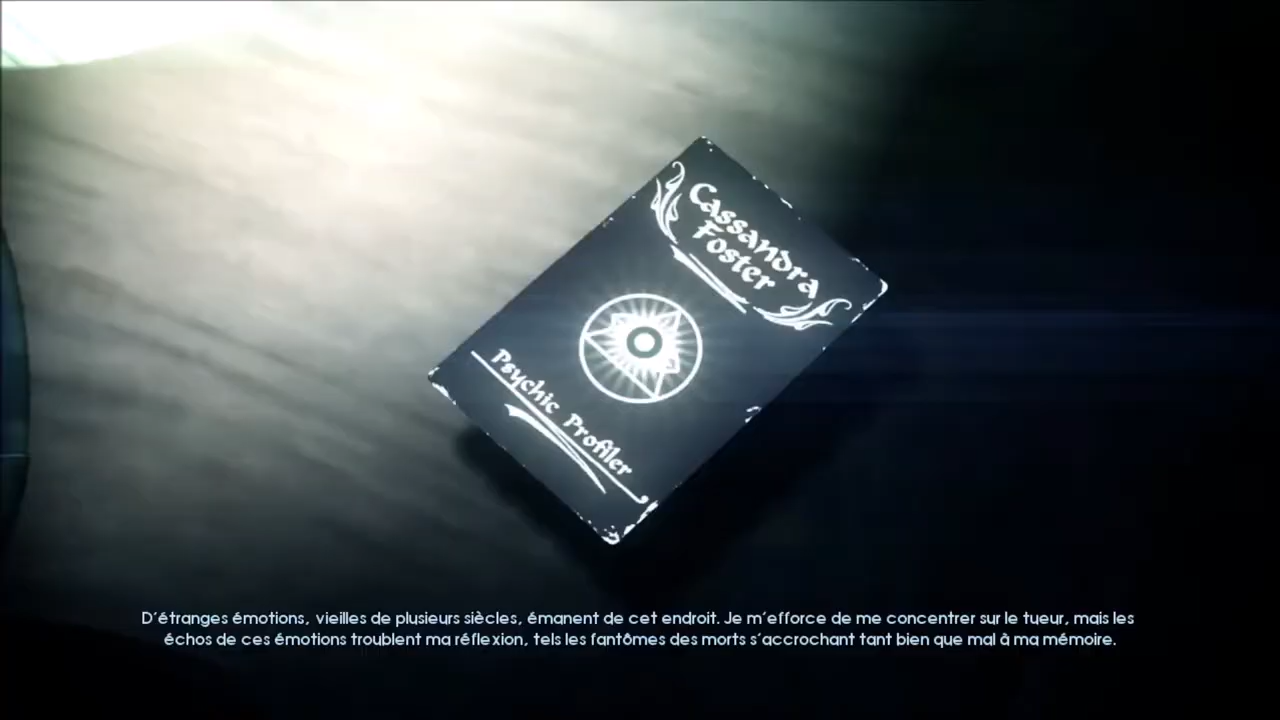 Cassandra
Foster
Psychic Profiler
D'étranges émotions, vieilles de plusieurs siècles, émanent de cet endroit. Je m'efforce de me concentrer sur le tueur, mais les
échos de ces émotions troublent ma réflexion, tels les fantômes des morts s'accrochant tant bien que mal à ma mémoire.